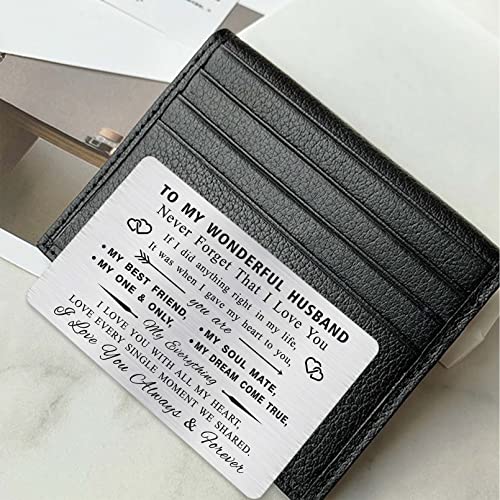 TO MY WONDERFUL HUSBAND
Never Forget That I Love You
If I did anything right in my life,
It was when I gave my heart to you,
you are
• MY BEST FRIEND,
• MY SOUL MATE,
• MY ONE & ONLY,
• MY DREAM COME TRUE,
My Everything
I LOVE YOU WITH ALL MY HEART,
LOVE EVERY SINGLE MOMENT WE SHARED.
I Love You Always & Forever